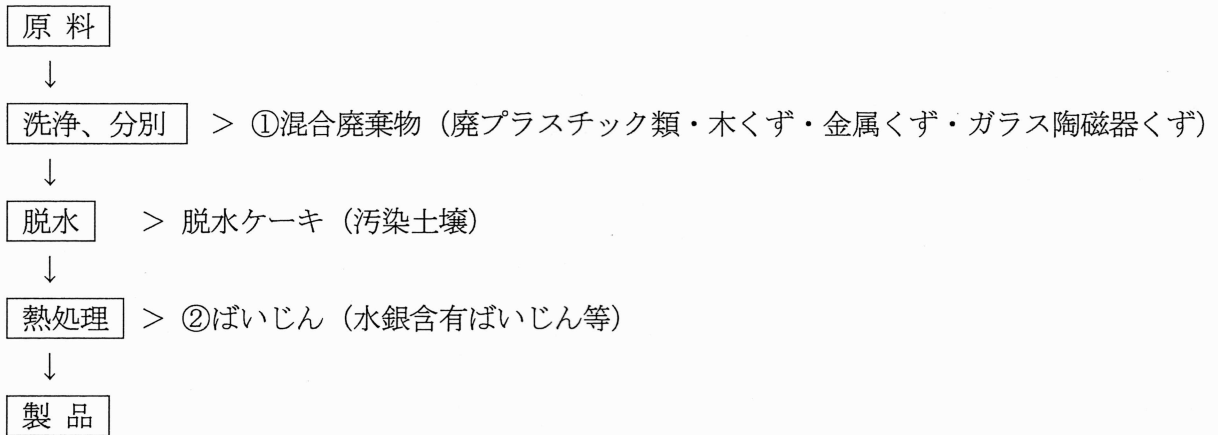 原 料
↓
洗浄、分別 > ①混合廃棄物（廃プラスチック類・木くず・金属くず・ガラス陶磁器くず）
↓
脱水 > 脱水ケーキ（汚染土壌）
↓
熱処理 > ②ばいじん（水銀含有ばいじん等）
↓
製 品